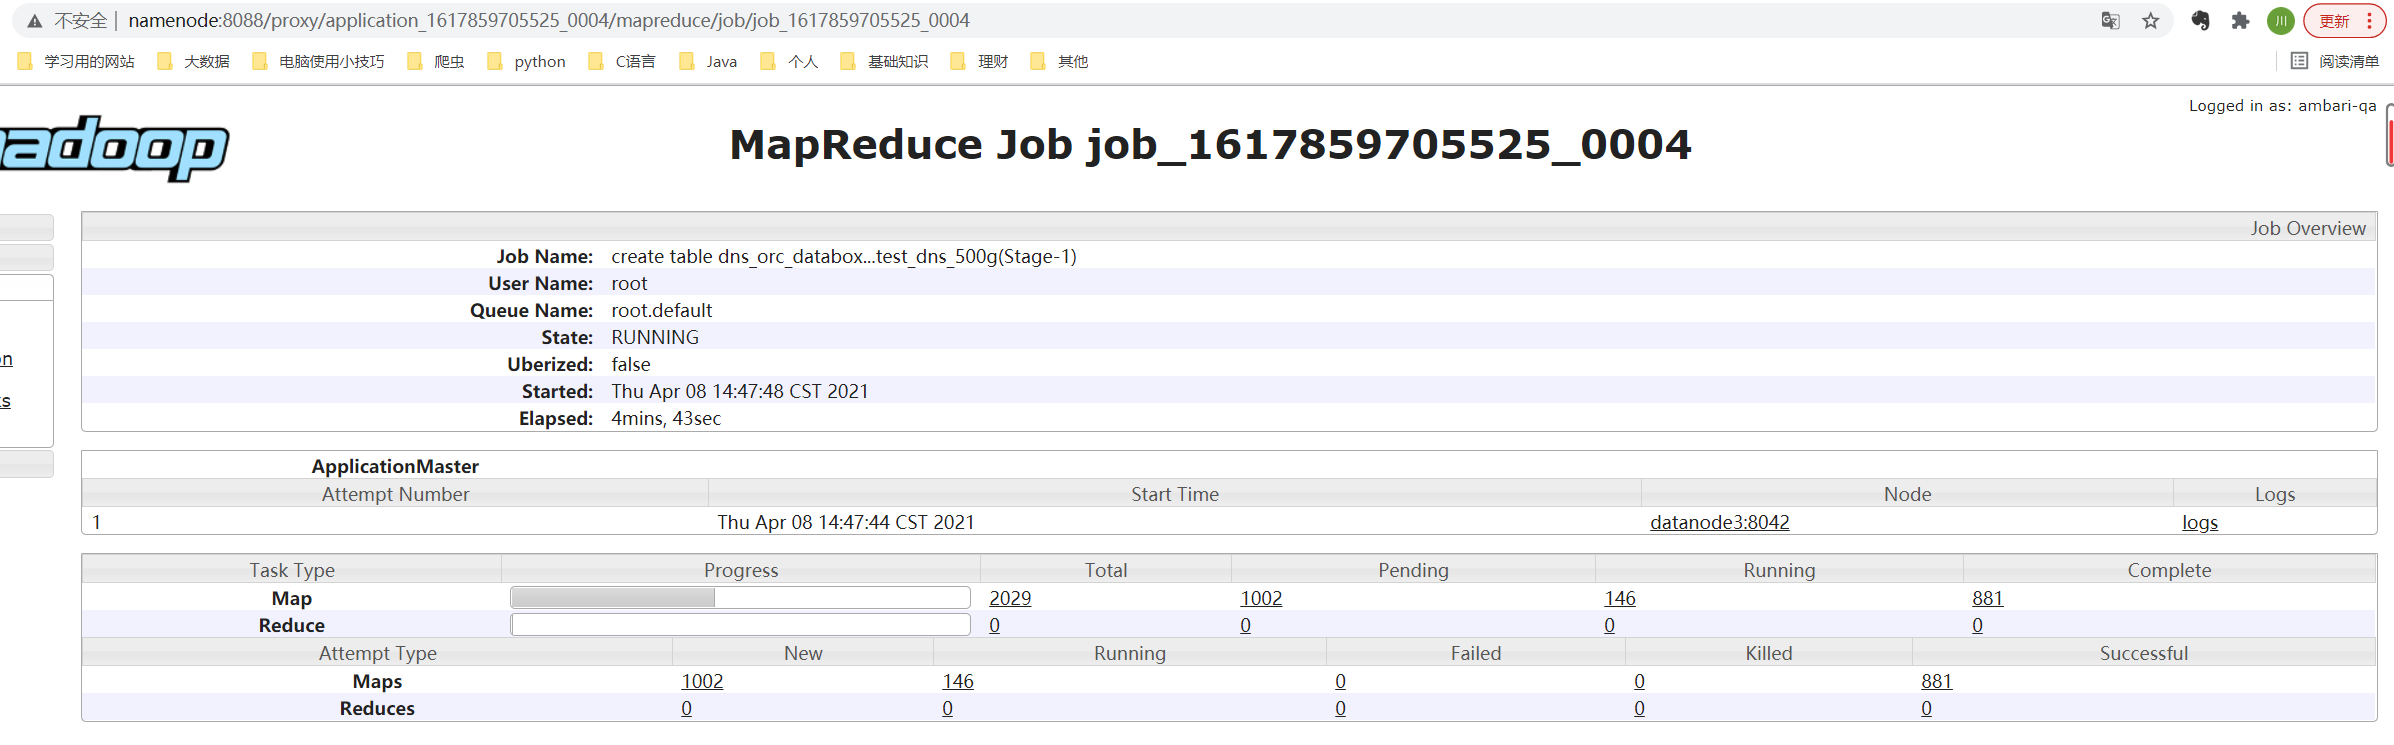 不安全 namenode:8088/proxy/application_1617859705525_0004/mapreduce/job/job_1617859705525_0004 川 更新
学习用的网站 大数据 电脑使用小技巧 爬虫 python C语言 Java 个人 基础知识 理财 其他 阅读清单
Logged in as: ambari-qa
adoop
MapReduce Job job_1617859705525_0004
Job Overview
Job Name: create table dns_orc_databox...test_dns_500g(Stage-1)
User Name: root
Queue Name: root.default
State: RUNNING
Uberized: false
Started: Thu Apr 08 14:47:48 CST 2021
Elapsed: 4mins, 43sec
on
ks
ApplicationMaster
Attempt Number Start Time Node Logs
1 Thu Apr 08 14:47:44 CST 2021 datanode3:8042 logs
Task Type Progress Total Pending Running Complete
Map 2029 1002 146 881
Reduce 0 0 0 0
Attempt Type New Running Failed Killed Successful
Maps 1002 146 0 0 881
Reduces 0 0 0 0 0